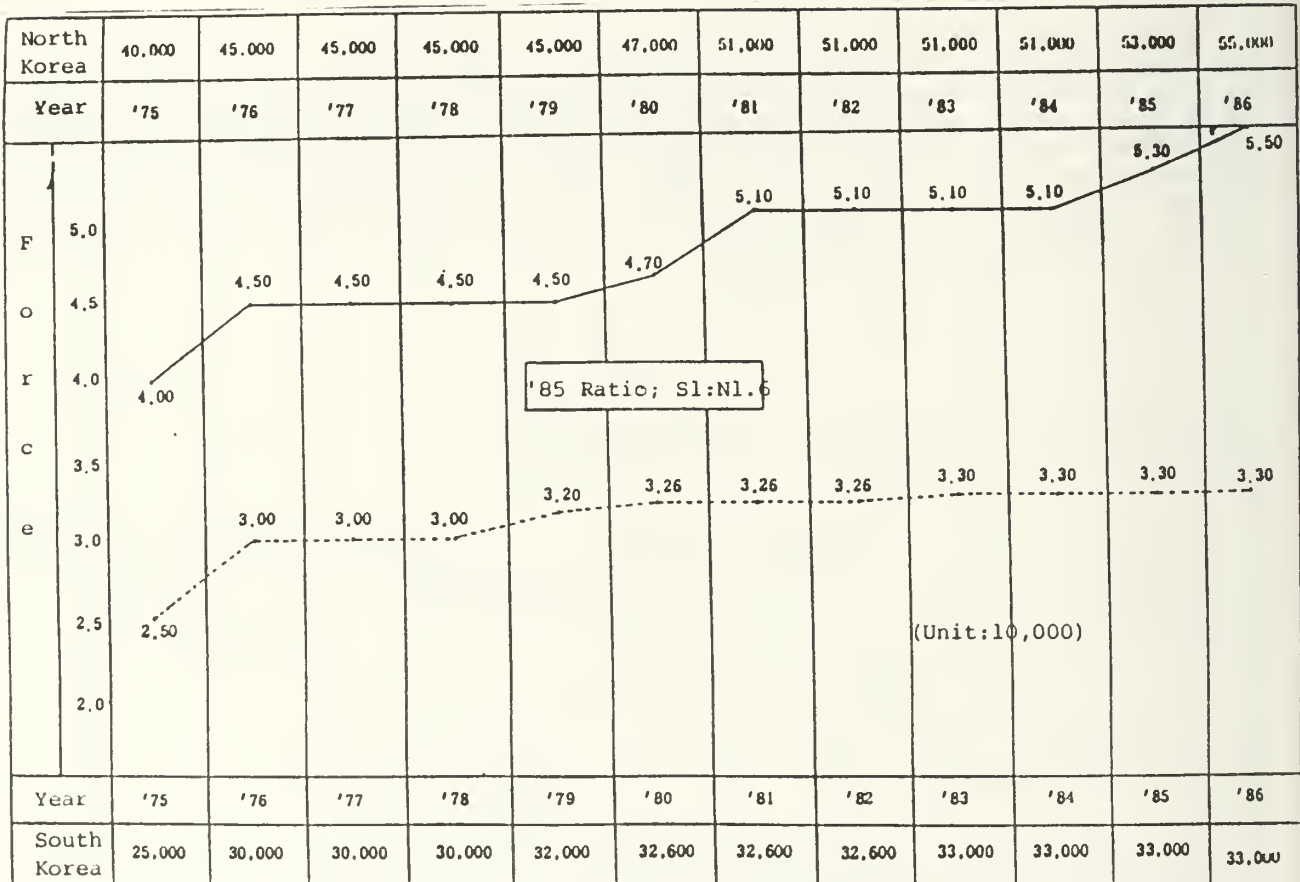 North Korea 40.000 45.000 45.000 45.000 45.000 47.000 51.000 51.000 51.000 51.000 53.000 55.000
Year '75 '76 '77 '78 '79 '80 '81 '82 '83 '84 '85 '86
Force
5.0
4.5
4.0
3.5
3.0
2.5
2.0
4.00 4.50 4.50 4.50 4.50 4.70 5.10 5.10 5.10 5.10 5.30 5.50
'85 Ratio; S1:N1.6
2.50 3.00 3.00 3.00 3.20 3.26 3.26 3.26 3.30 3.30 3.30 3.30
(Unit:10,000)
Year '75 '76 '77 '78 '79 '80 '81 '82 '83 '84 '85 '86
South Korea 25.000 30.000 30.000 30.000 32.000 32.600 32.600 32.600 33.000 33.000 33.000 33.000